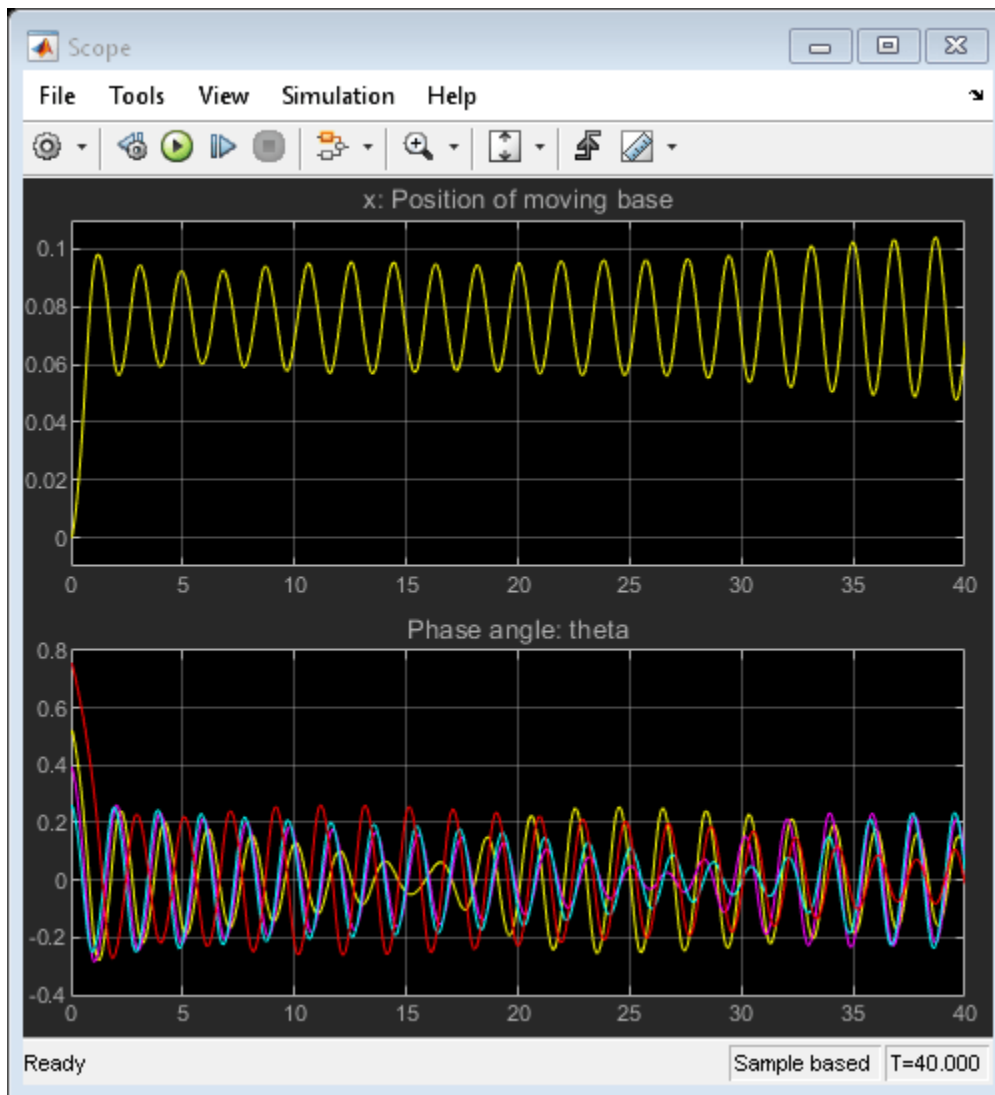 Scope
File Tools View Simulation Help
x: Position of moving base
0.1
0.08
0.06
0.04
0.02
0
0 5 10 15 20 25 30 35 40
Phase angle: theta
0.8
0.6
0.4
0.2
0
-0.2
-0.4
0 5 10 15 20 25 30 35 40
Ready Sample based T=40.000